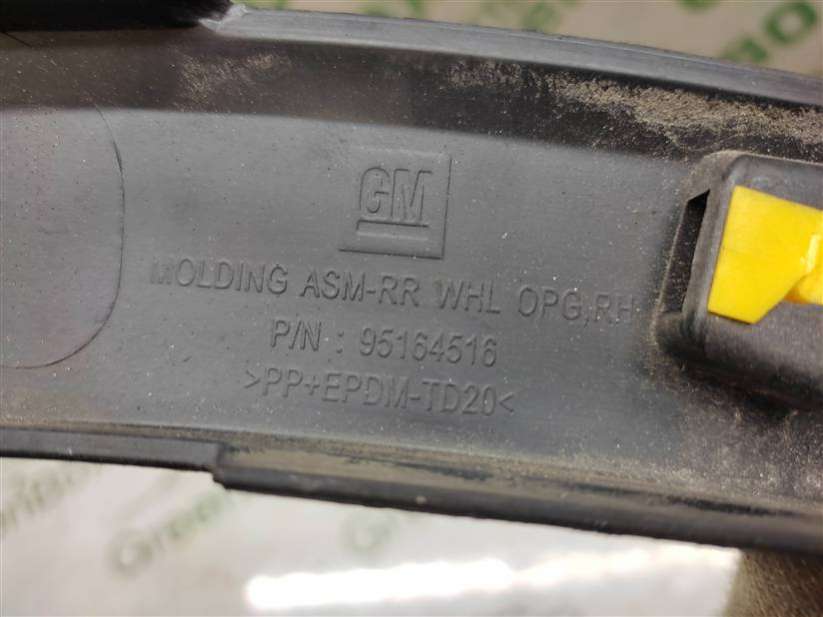 GM
MOLDING ASM-RR WHL OPG,RH
P/N : 95164516
>PP+EPDM-TD20<